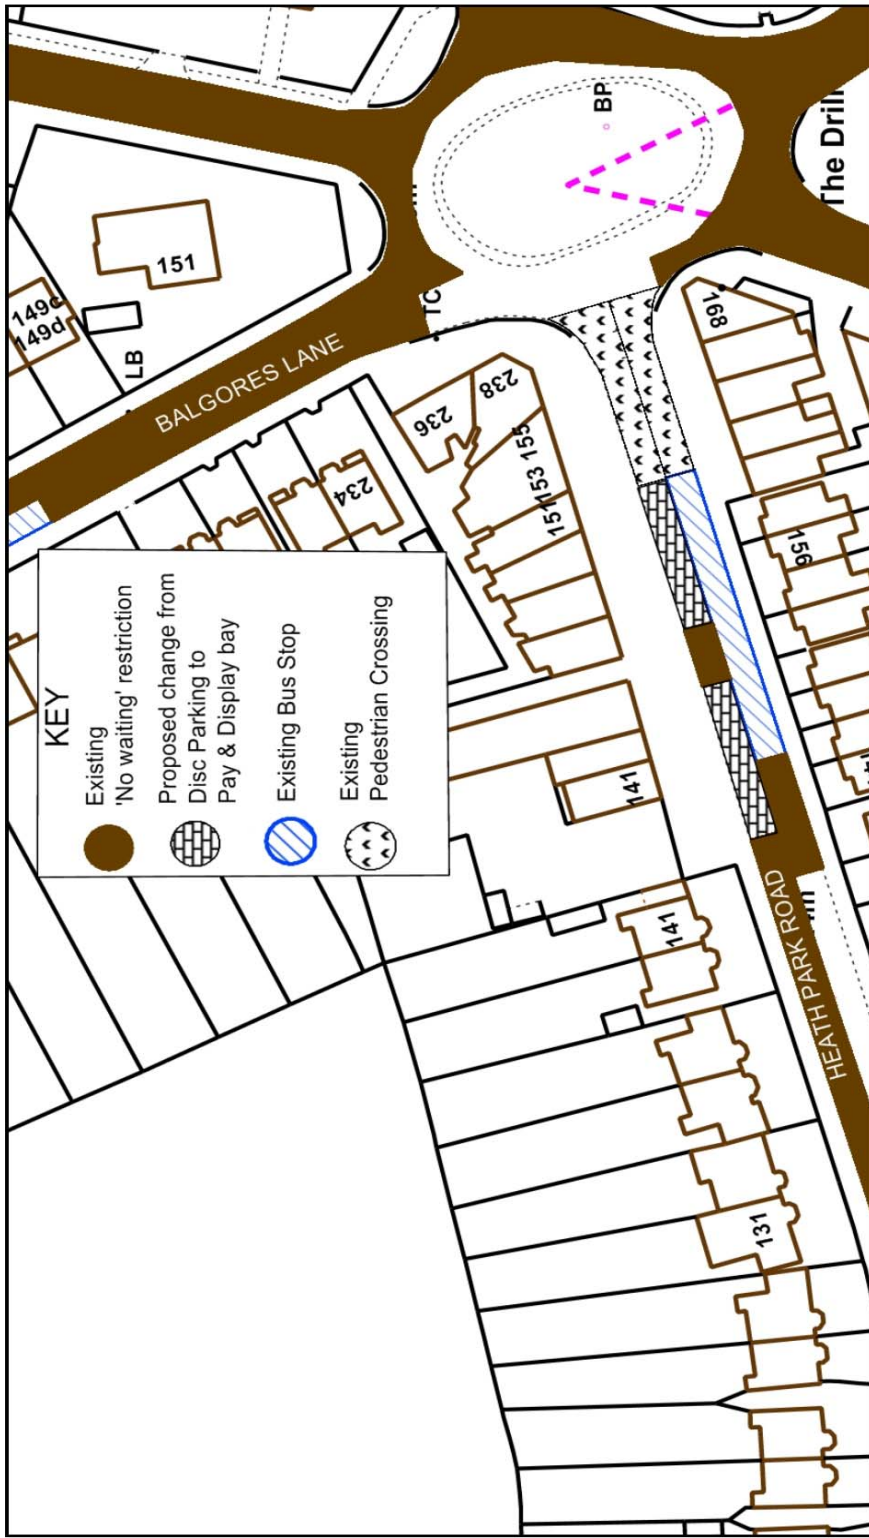 KEY
Existing
'No waiting' restriction
Proposed change from
Disc Parking to
Pay & Display bay
Existing Bus Stop
Existing
Pedestrian Crossing
BALGORES LANE
HEATH PARK ROAD
149c
149d
151
LB
TC
BP
The Drill
234
236
238
151
153
155
168
159
141
141
131